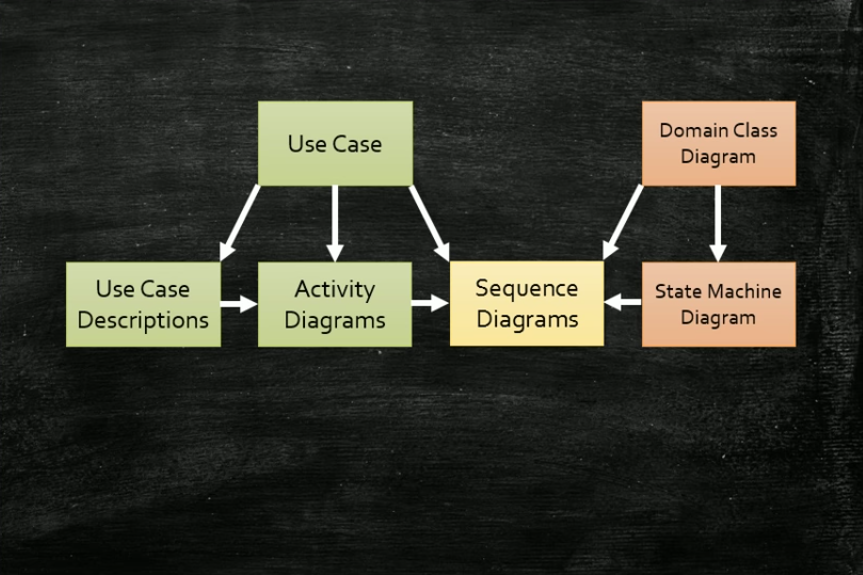 Use Case
Domain Class
Diagram
Use Case
Descriptions
Activity
Diagrams
Sequence
Diagrams
State Machine
Diagram